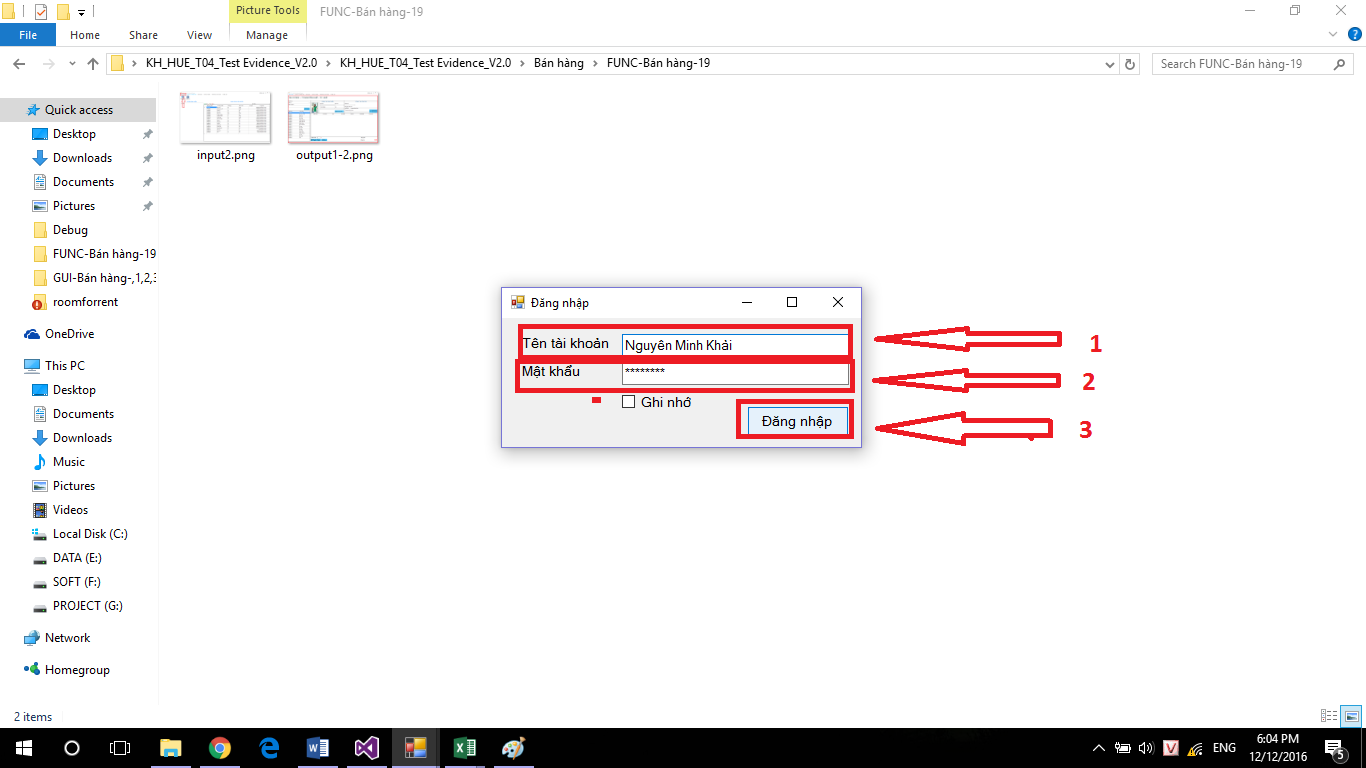 Picture Tools
FUNC-Bán hàng-19
File
Home
Share
View
Manage
KH_HUE_T04_Test Evidence_V2.0
KH_HUE_T04_Test Evidence_V2.0
Bán hàng
FUNC-Bán hàng-19
Search FUNC-Bán hàng-19
Quick access
Desktop
Downloads
Documents
Pictures
Debug
FUNC-Bán hàng-19
GUI-Bán hàng-,1,2,3
roomforrent
OneDrive
This PC
Desktop
Documents
Downloads
Music
Pictures
Videos
Local Disk (C:)
DATA (E:)
SOFT (F:)
PROJECT (G:)
Network
Homegroup
input2.png
output1-2.png
Đăng nhập
Tên tài khoản
Nguyên Minh Khải
1
Mật khẩu
********
2
Ghi nhớ
Đăng nhập
3
2 items
ENG
6:04 PM
12/12/2016
5